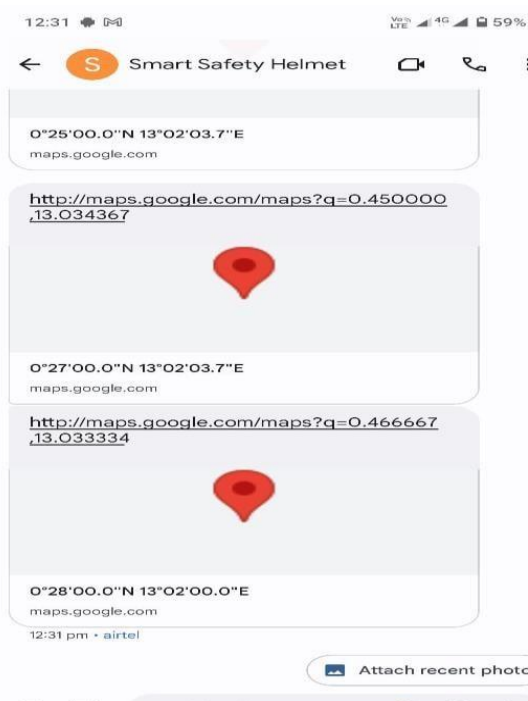 12:31 59%
Vo LTE 4G
Smart Safety Helmet
S
0°25'00.0"N 13°02'03.7"E
maps.google.com
http://maps.google.com/maps?q=0.450000
,13.034367
0°27'00.0"N 13°02'03.7"E
maps.google.com
http://maps.google.com/maps?q=0.466667
,13.033334
0°28'00.0"N 13°02'00.0"E
maps.google.com
12:31 pm • airtel
Attach recent photo